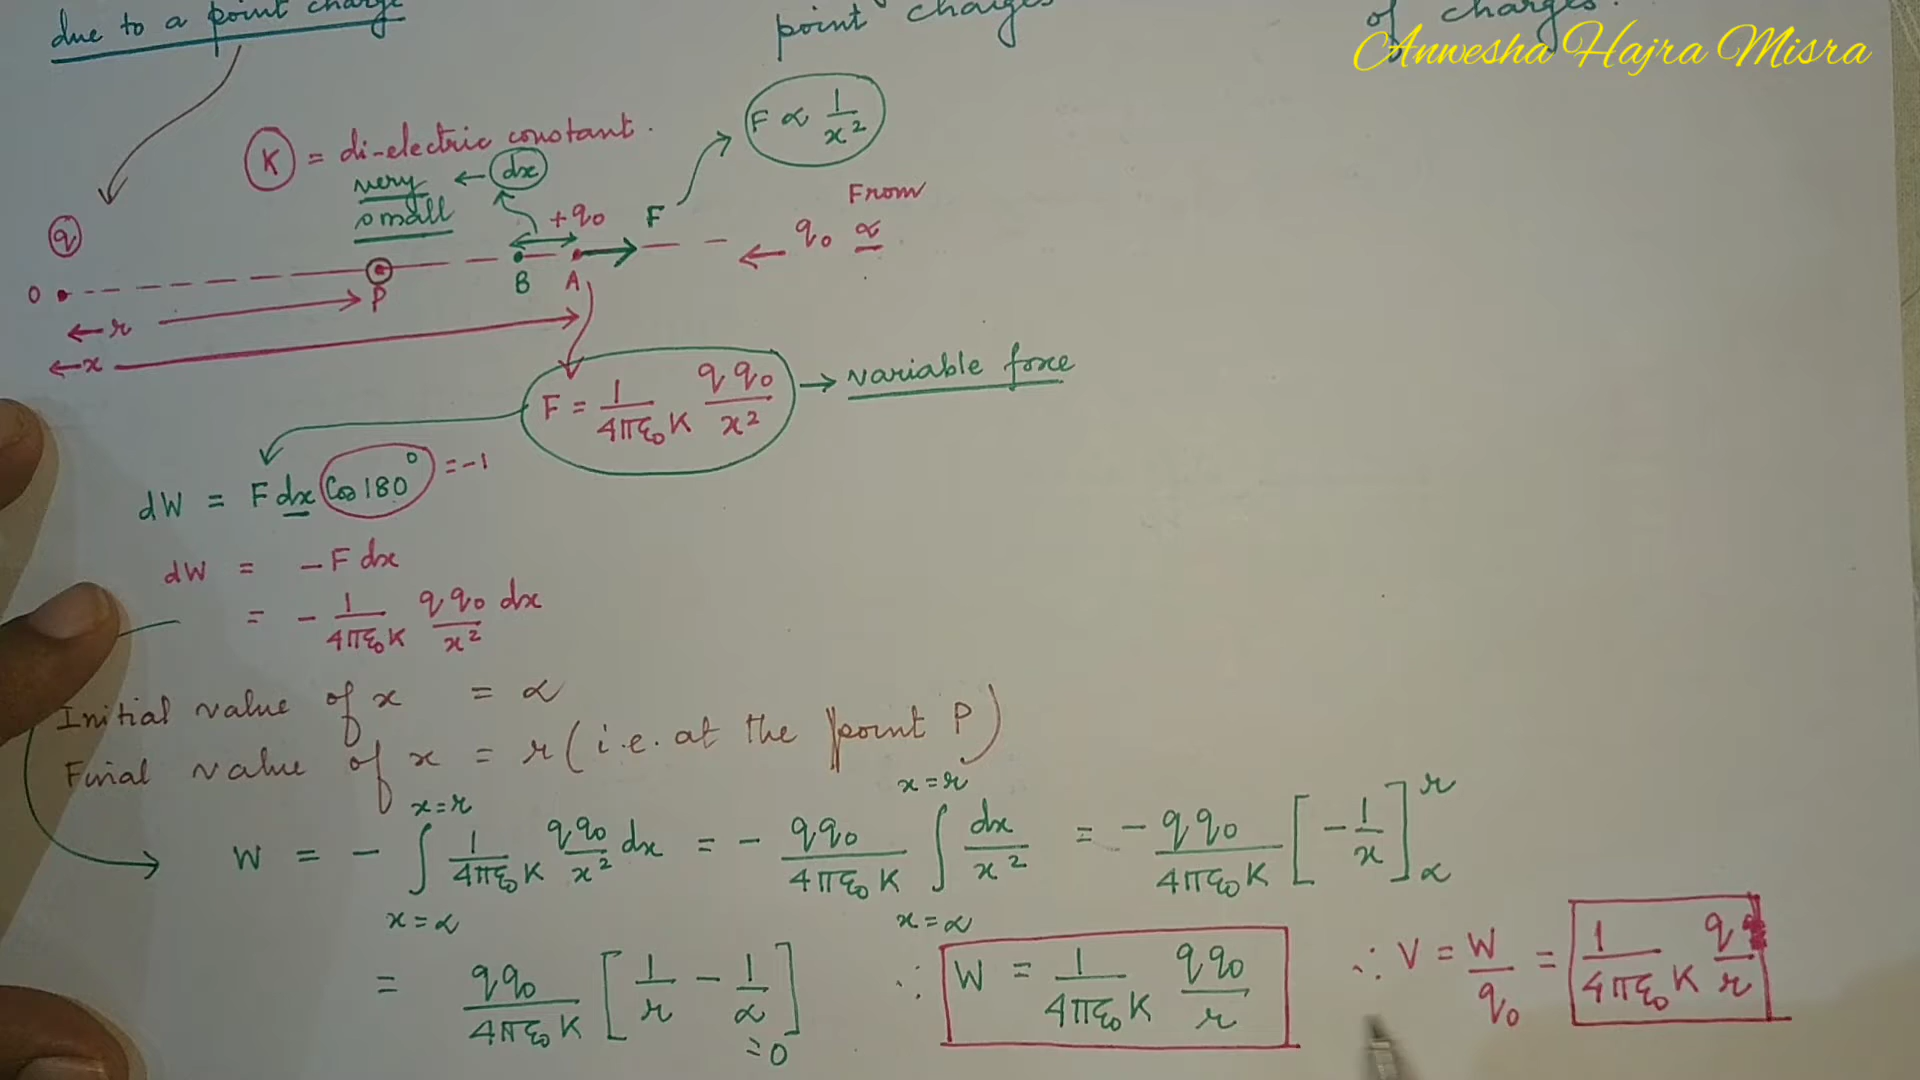 due to a point charge
point charges
of charges.
Anwesha Hajra Misra
F ∝ 1/x²
K = di-electric constant.
very small ← dx
q
+q₀
F
From
q₀ ∝
O
P
B
A
← r
← x
F = 1/4πε₀K qq₀/x² → variable force
dW = F dx Cos 180° = -1
dW = - F dx
= - 1/4πε₀K qq₀/x² dx
Initial value of x = ∝
Final value of x = r (i.e. at the point P)
W = - ∫ x=∝ x=r 1/4πε₀K qq₀/x² dx = - qq₀/4πε₀K ∫ x=∝ x=r dx/x² = - qq₀/4πε₀K [-1/x] r ∝
= qq₀/4πε₀K [1/r - 1/∝] = 0 ∴ W = 1/4πε₀K qq₀/r ∴ V = W/q₀ = 1/4πε₀K q/r